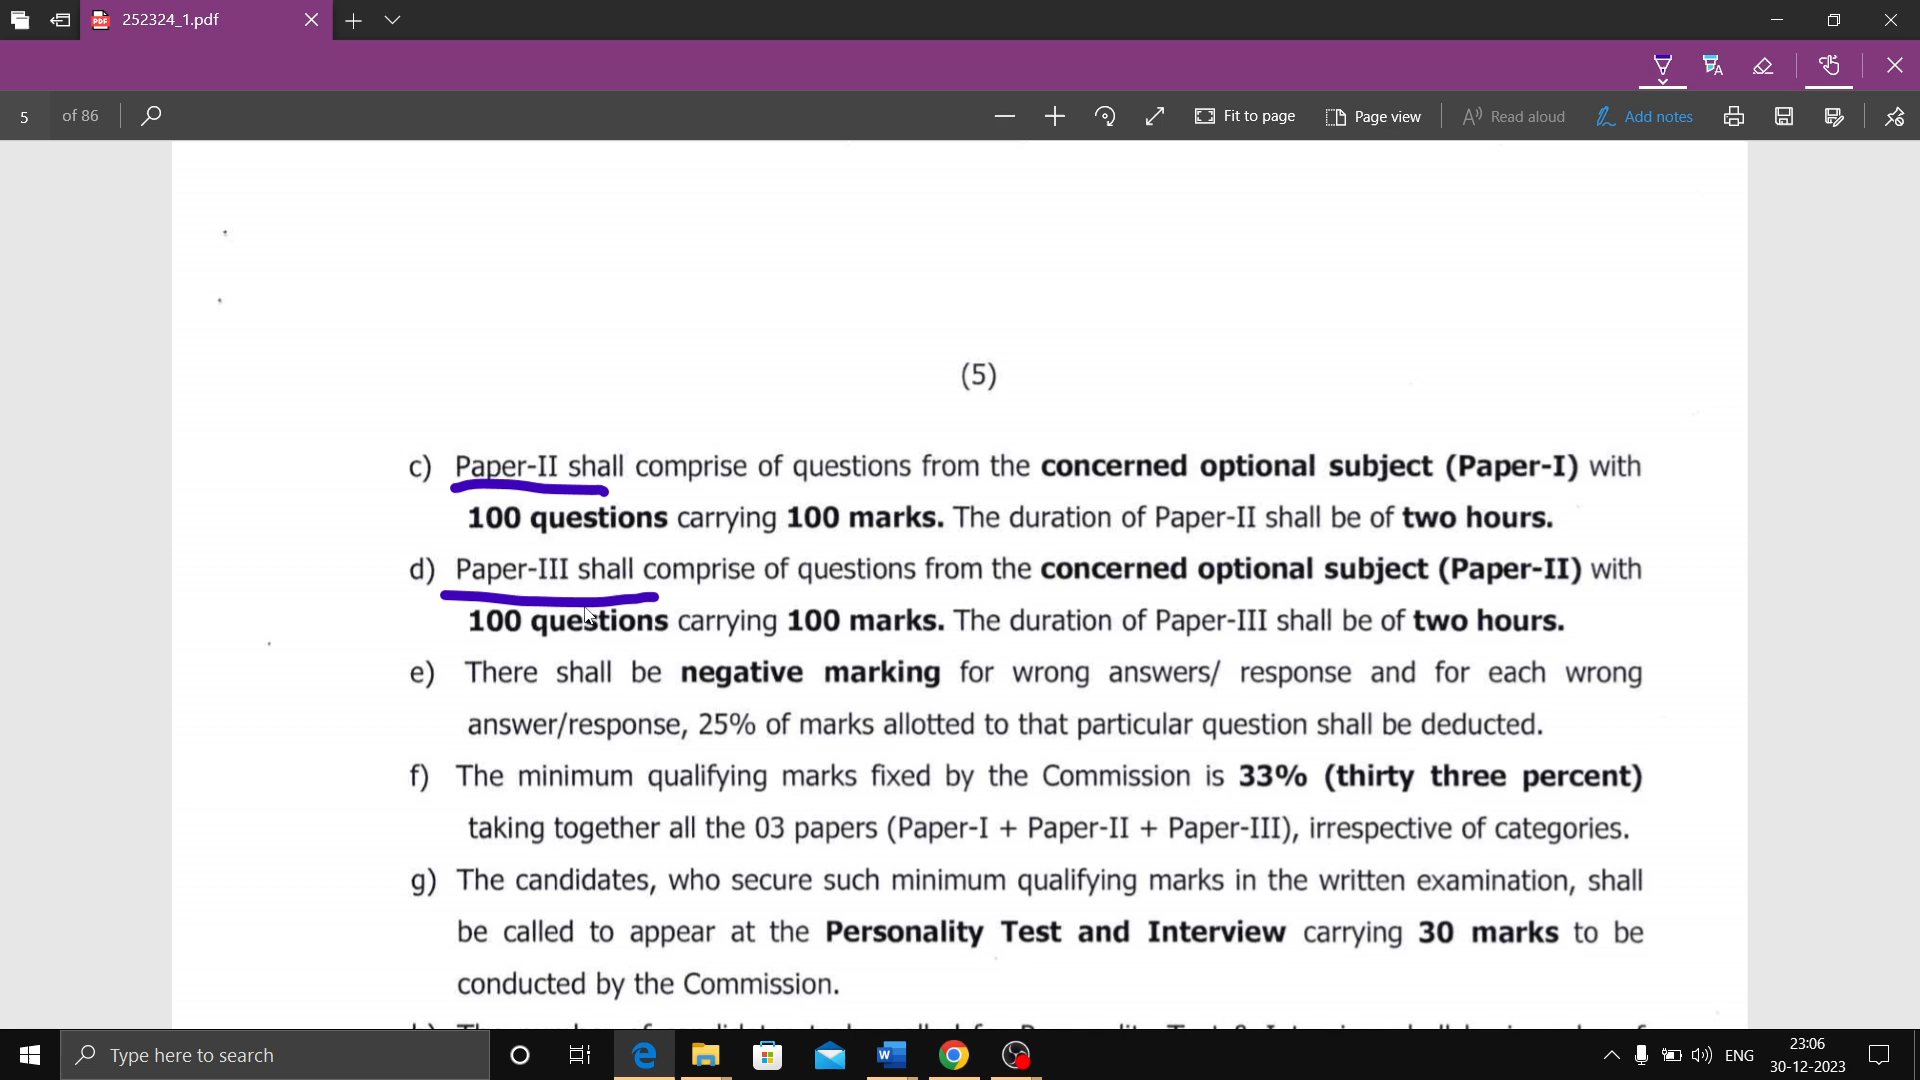 252324_1.pdf
5 of 86 Fit to page Page view Read aloud Add notes
(5)
c) Paper-II shall comprise of questions from the concerned optional subject (Paper-I) with
100 questions carrying 100 marks. The duration of Paper-II shall be of two hours.
d) Paper-III shall comprise of questions from the concerned optional subject (Paper-II) with
100 questions carrying 100 marks. The duration of Paper-III shall be of two hours.
e) There shall be negative marking for wrong answers/ response and for each wrong
answer/response, 25% of marks allotted to that particular question shall be deducted.
f) The minimum qualifying marks fixed by the Commission is 33% (thirty three percent)
taking together all the 03 papers (Paper-I + Paper-II + Paper-III), irrespective of categories.
g) The candidates, who secure such minimum qualifying marks in the written examination, shall
be called to appear at the Personality Test and Interview carrying 30 marks to be
conducted by the Commission.
Type here to search
ENG
23:06
30-12-2023